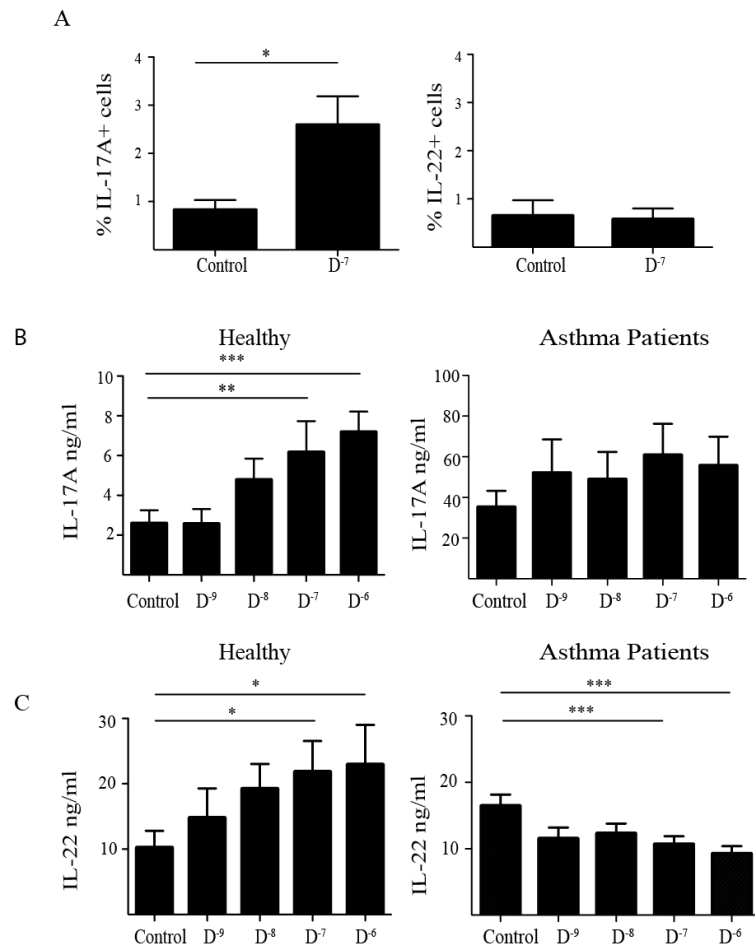 A
*
4
3
2
1
% IL-17A+ cells
Control D⁻⁷
4
3
2
1
% IL-22+ cells
Control D⁻⁷
B
Healthy
***
**
10
8
6
4
2
IL-17A ng/ml
Control D⁻⁹ D⁻⁸ D⁻⁷ D⁻⁶
Asthma Patients
100
80
60
40
20
IL-17A ng/ml
Control D⁻⁹ D⁻⁸ D⁻⁷ D⁻⁶
C
Healthy
*
*
30
20
10
IL-22 ng/ml
Control D⁻⁹ D⁻⁸ D⁻⁷ D⁻⁶
Asthma Patients
***
***
30
20
10
IL-22 ng/ml
Control D⁻⁹ D⁻⁸ D⁻⁷ D⁻⁶